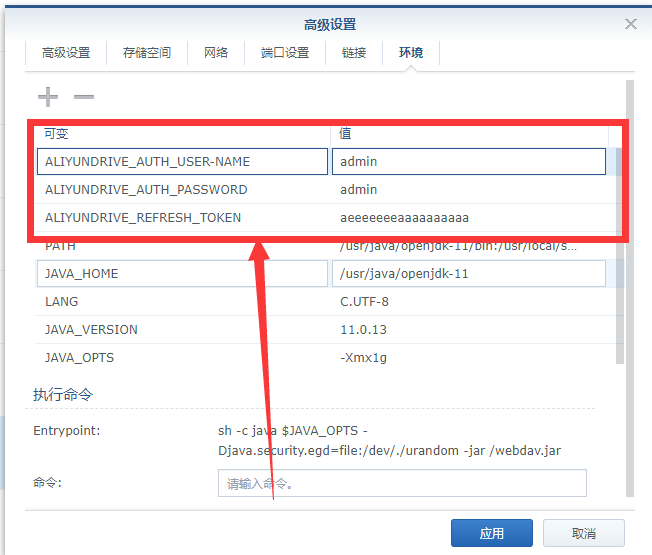 高级设置
高级设置 存储空间 网络 端口设置 链接 环境
可变 值
ALIYUNDRIVE_AUTH_USER-NAME admin
ALIYUNDRIVE_AUTH_PASSWORD admin
ALIYUNDRIVE_REFRESH_TOKEN aeeeeeeeaaaaaaaaaa
PATH /usr/java/openjdk-11/bin:/usr/local/s...
JAVA_HOME /usr/java/openjdk-11
LANG C.UTF-8
JAVA_VERSION 11.0.13
JAVA_OPTS -Xmx1g
执行命令
Entrypoint: sh -c java $JAVA_OPTS -
Djava.security.egd=file:/dev/./urandom -jar /webdav.jar
命令: 请输入命令。
应用 取消